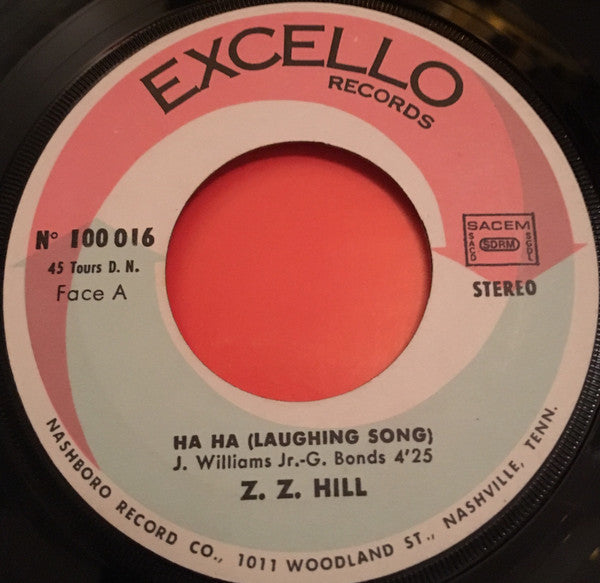 EXCELLO
RECORDS
N° 100 016
45 Tours D. N.
Face A
SACEM
SACD
SDRM
SGDL
STEREO
HA HA (LAUGHING SONG)
J. Williams Jr.-G. Bonds 4'25
Z. Z. HILL
NASHBORO RECORD CO., 1011 WOODLAND ST., NASHVILLE, TENN.